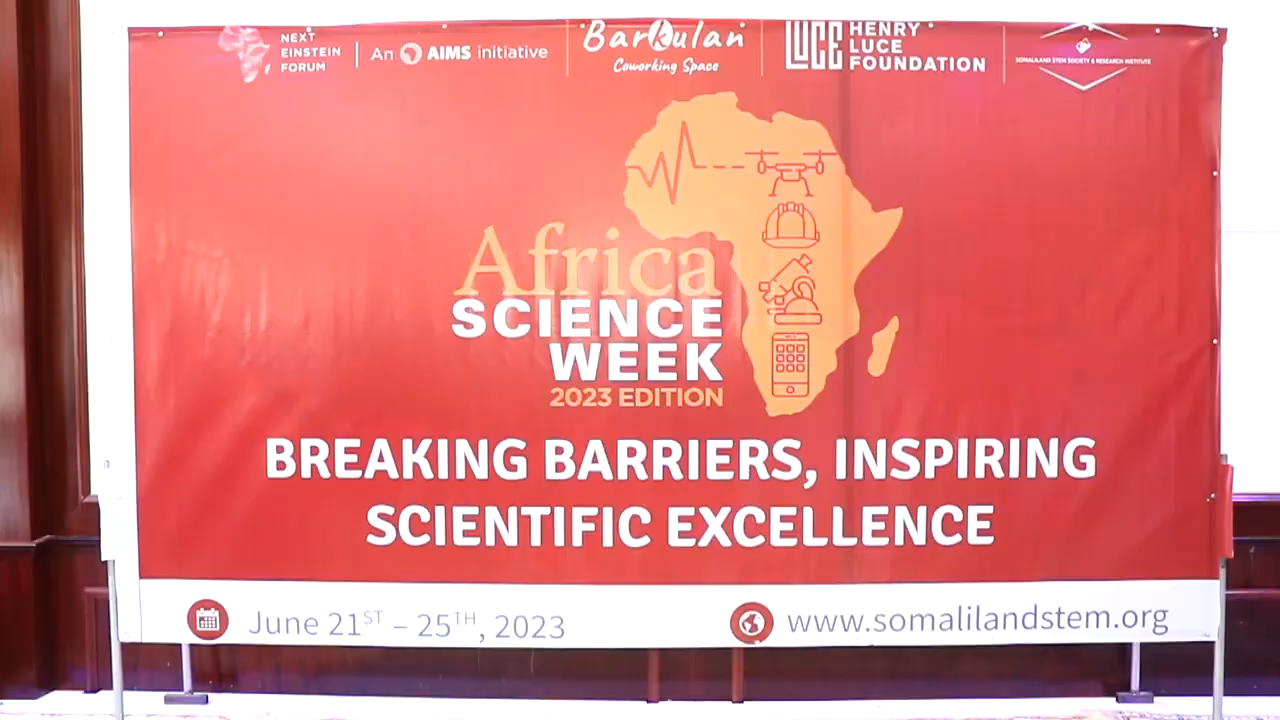 NEXT
EINSTEIN
FORUM
An AIMS initiative
Barkulan
Coworking Space
LUCE
HENRY
LUCE
FOUNDATION
SOMALILAND STEM SOCIETY & RESEARCH INSTITUTE
Africa
SCIENCE
WEEK
2023 EDITION
BREAKING BARRIERS, INSPIRING
SCIENTIFIC EXCELLENCE
June 21ST – 25TH, 2023
www.somalilandstem.org